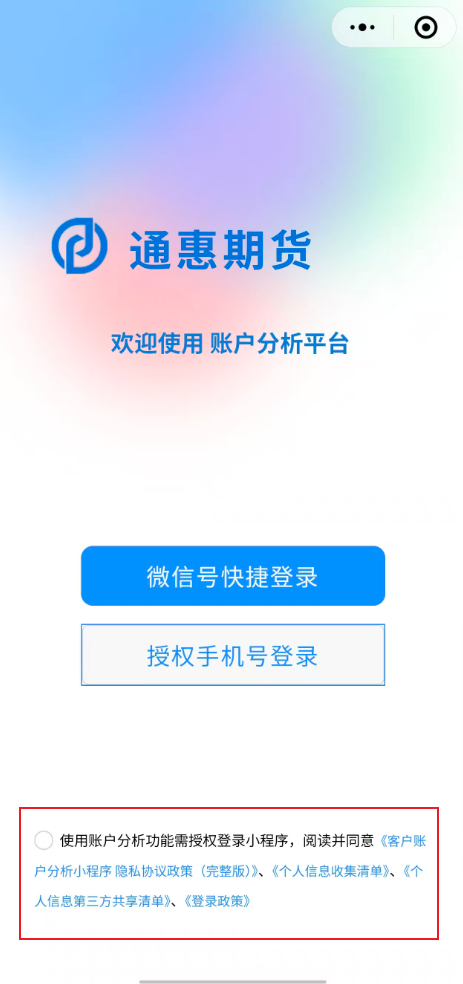 通惠期货
欢迎使用 账户分析平台
微信号快捷登录
授权手机号登录
使用账户分析功能需授权登录小程序，阅读并同意《客户账
户分析小程序 隐私协议政策（完整版）》、《个人信息收集清单》、《个
人信息第三方共享清单》、《登录政策》